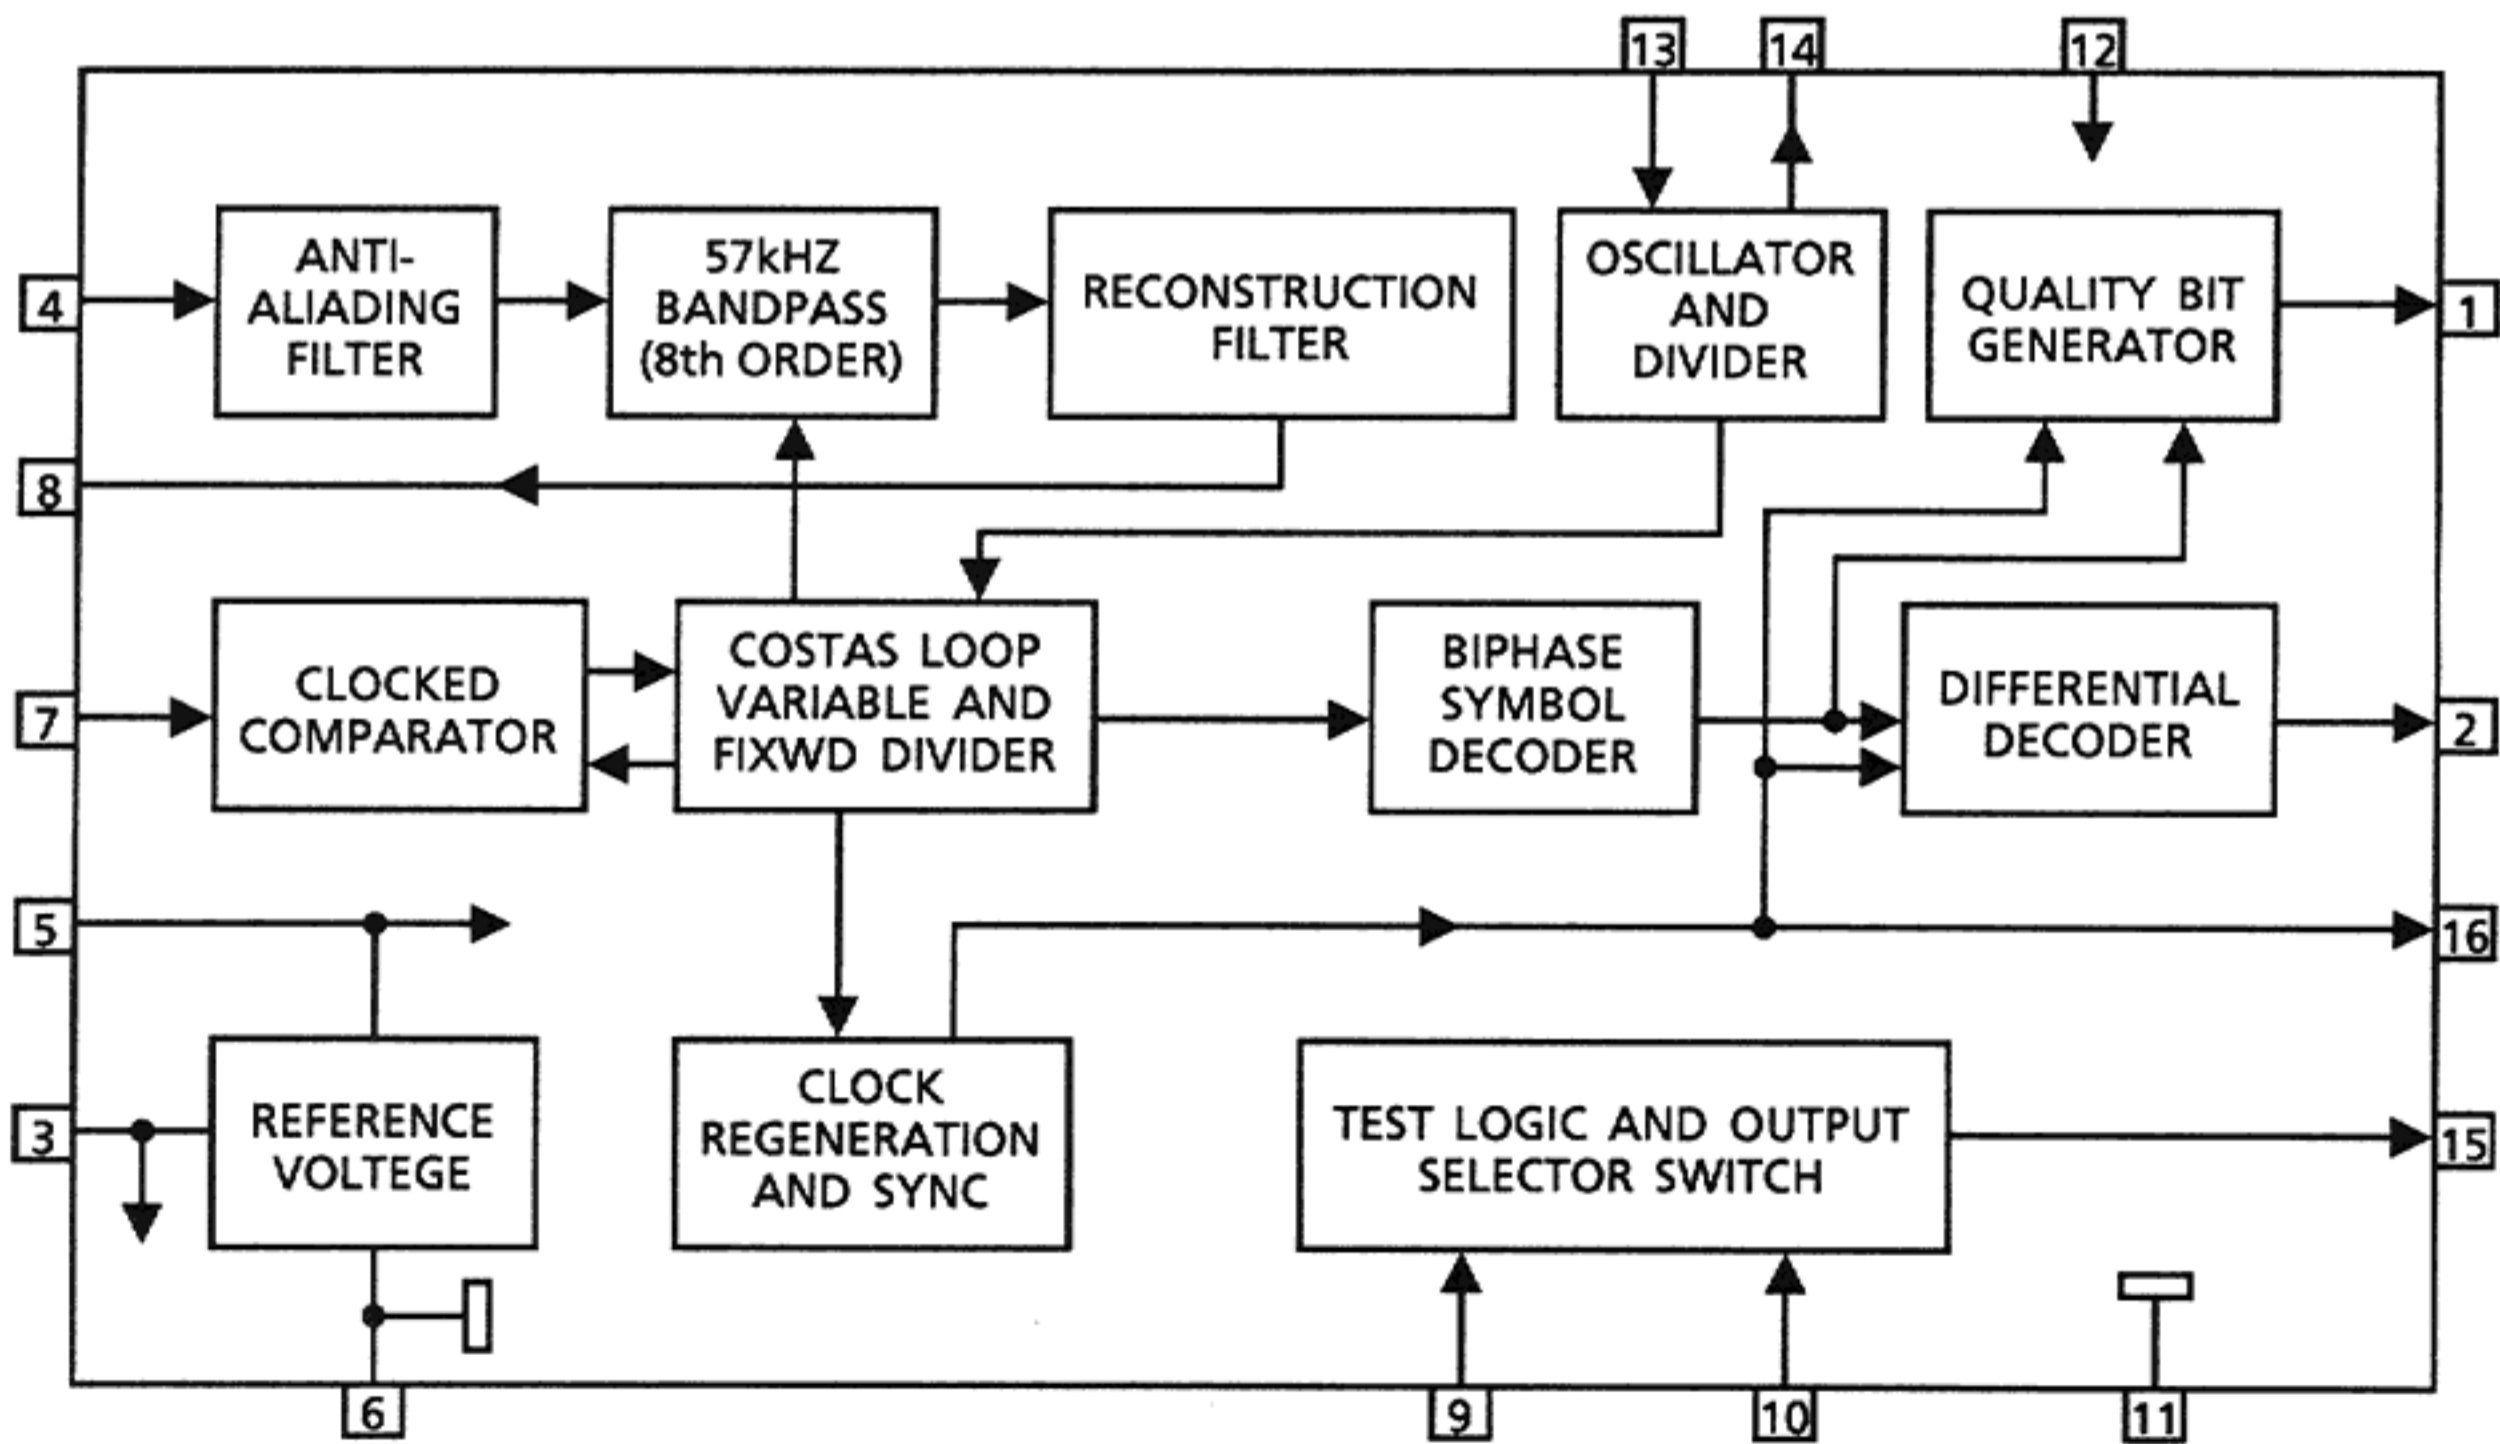 13
14
12
ANTI-
ALIADING
FILTER
57kHZ
BANDPASS
(8th ORDER)
RECONSTRUCTION
FILTER
OSCILLATOR
AND
DIVIDER
QUALITY BIT
GENERATOR
4
1
8
CLOCKED
COMPARATOR
COSTAS LOOP
VARIABLE AND
FIXWD DIVIDER
BIPHASE
SYMBOL
DECODER
DIFFERENTIAL
DECODER
7
2
5
16
REFERENCE
VOLTEGE
CLOCK
REGENERATION
AND SYNC
TEST LOGIC AND OUTPUT
SELECTOR SWITCH
3
15
6
9
10
11